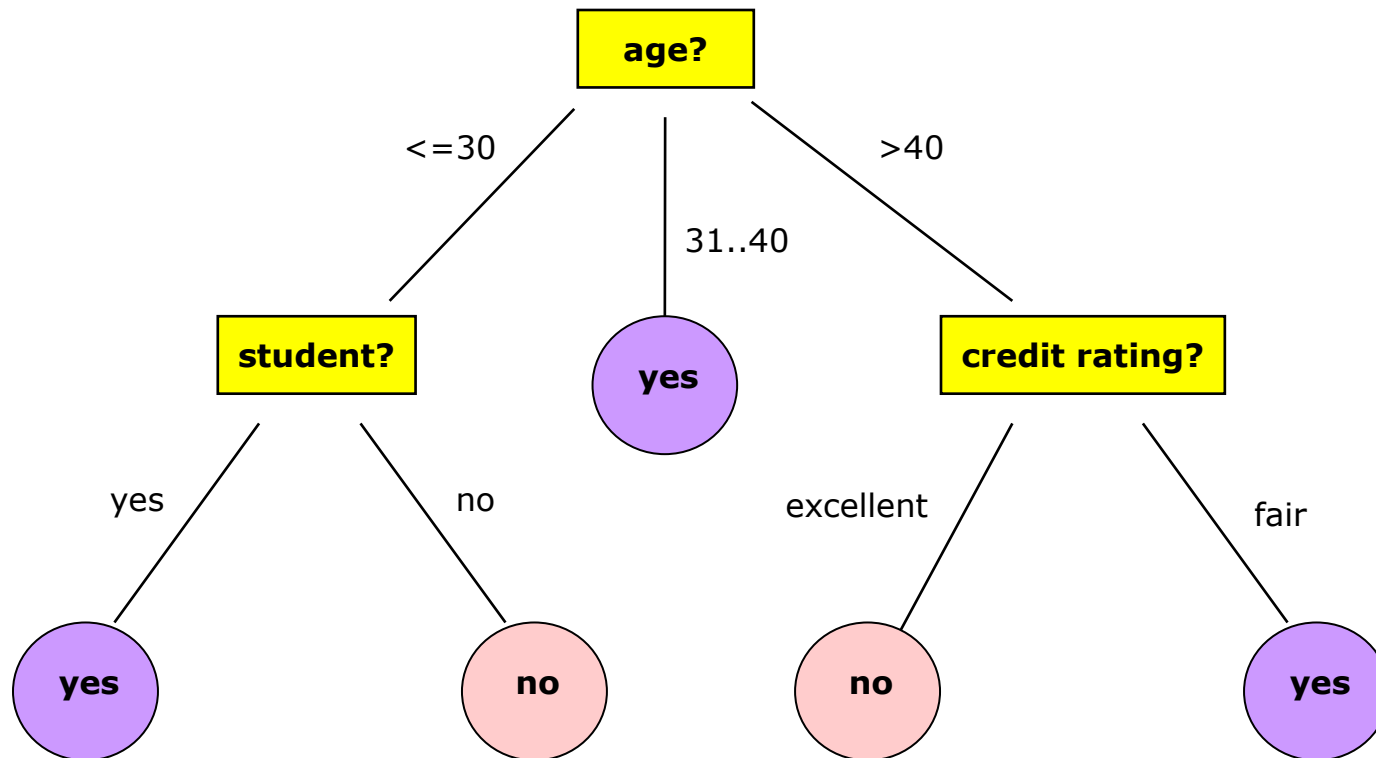 age?
<=30
>40
31..40
student?
yes
credit rating?
yes
no
excellent
fair
yes
no
no
yes